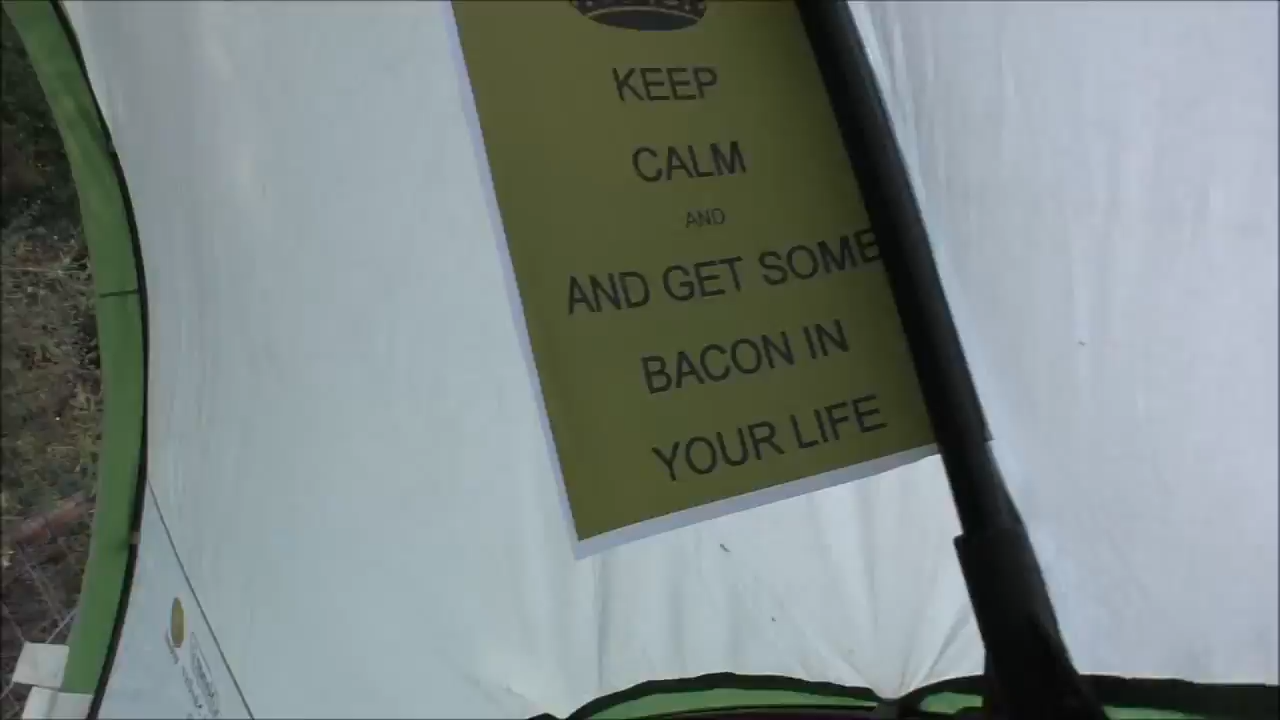 KEEP
CALM
AND
AND GET SOME
BACON IN
YOUR LIFE